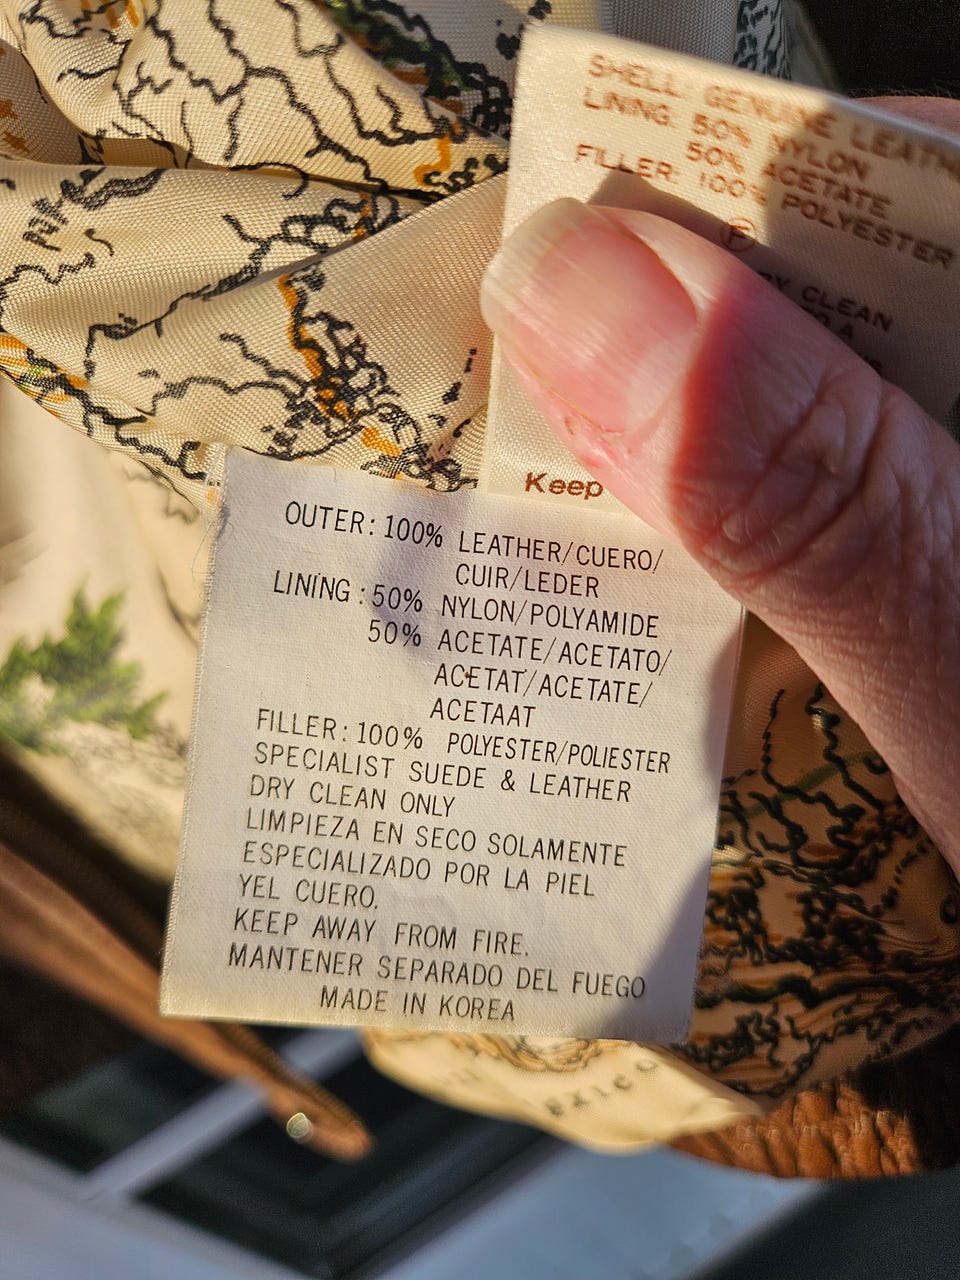 SHELL: GENUINE LEATHER
LINING: 50% NYLON
50% ACETATE
FILLER: 100% POLYESTER
F
CLEAN
A
Keep
OUTER: 100% LEATHER/CUERO/
CUIR/LEDER
LINING: 50% NYLON/POLYAMIDE
50% ACETATE/ACETATO/
ACETAT/ACETATE/
ACETAAT
FILLER: 100% POLYESTER/POLIESTER
SPECIALIST SUEDE & LEATHER
DRY CLEAN ONLY
LIMPIEZA EN SECO SOLAMENTE
ESPECIALIZADO POR LA PIEL
YEL CUERO.
KEEP AWAY FROM FIRE.
MANTENER SEPARADO DEL FUEGO
MADE IN KOREA